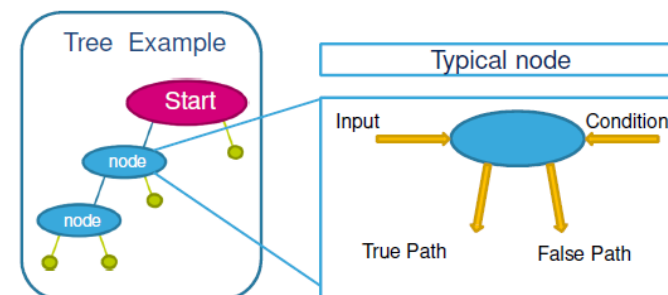 Tree Example
Start
node
node
Typical node
Input
Condition
True Path
False Path